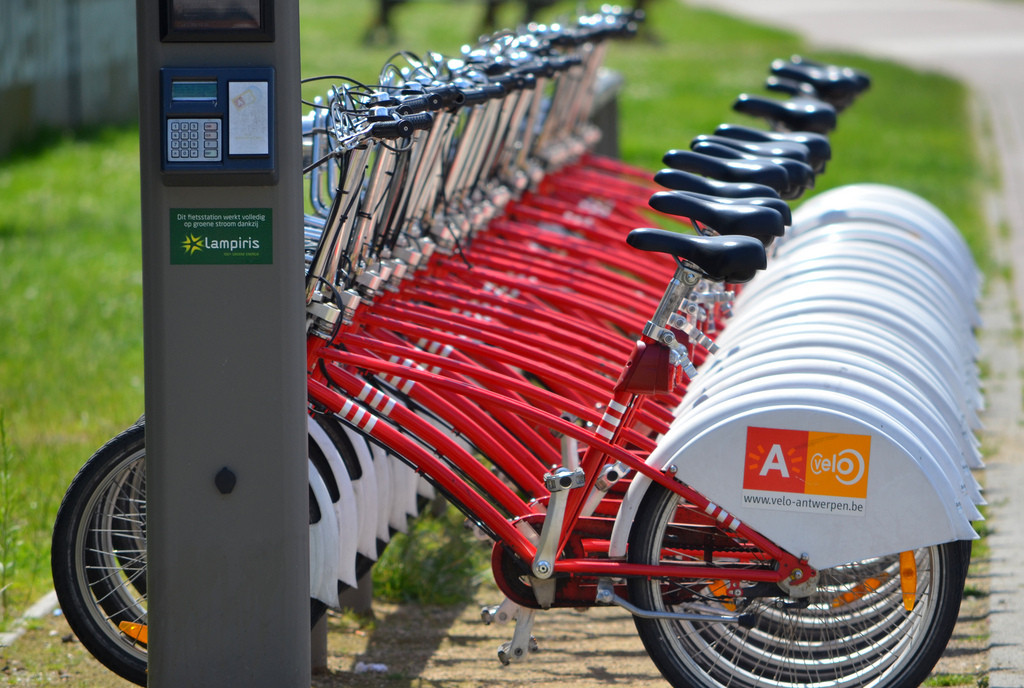 Dit fietsstation werkt volledig
op groene stroom dankzij
Lampiris
A
velo
www.velo-antwerpen.be